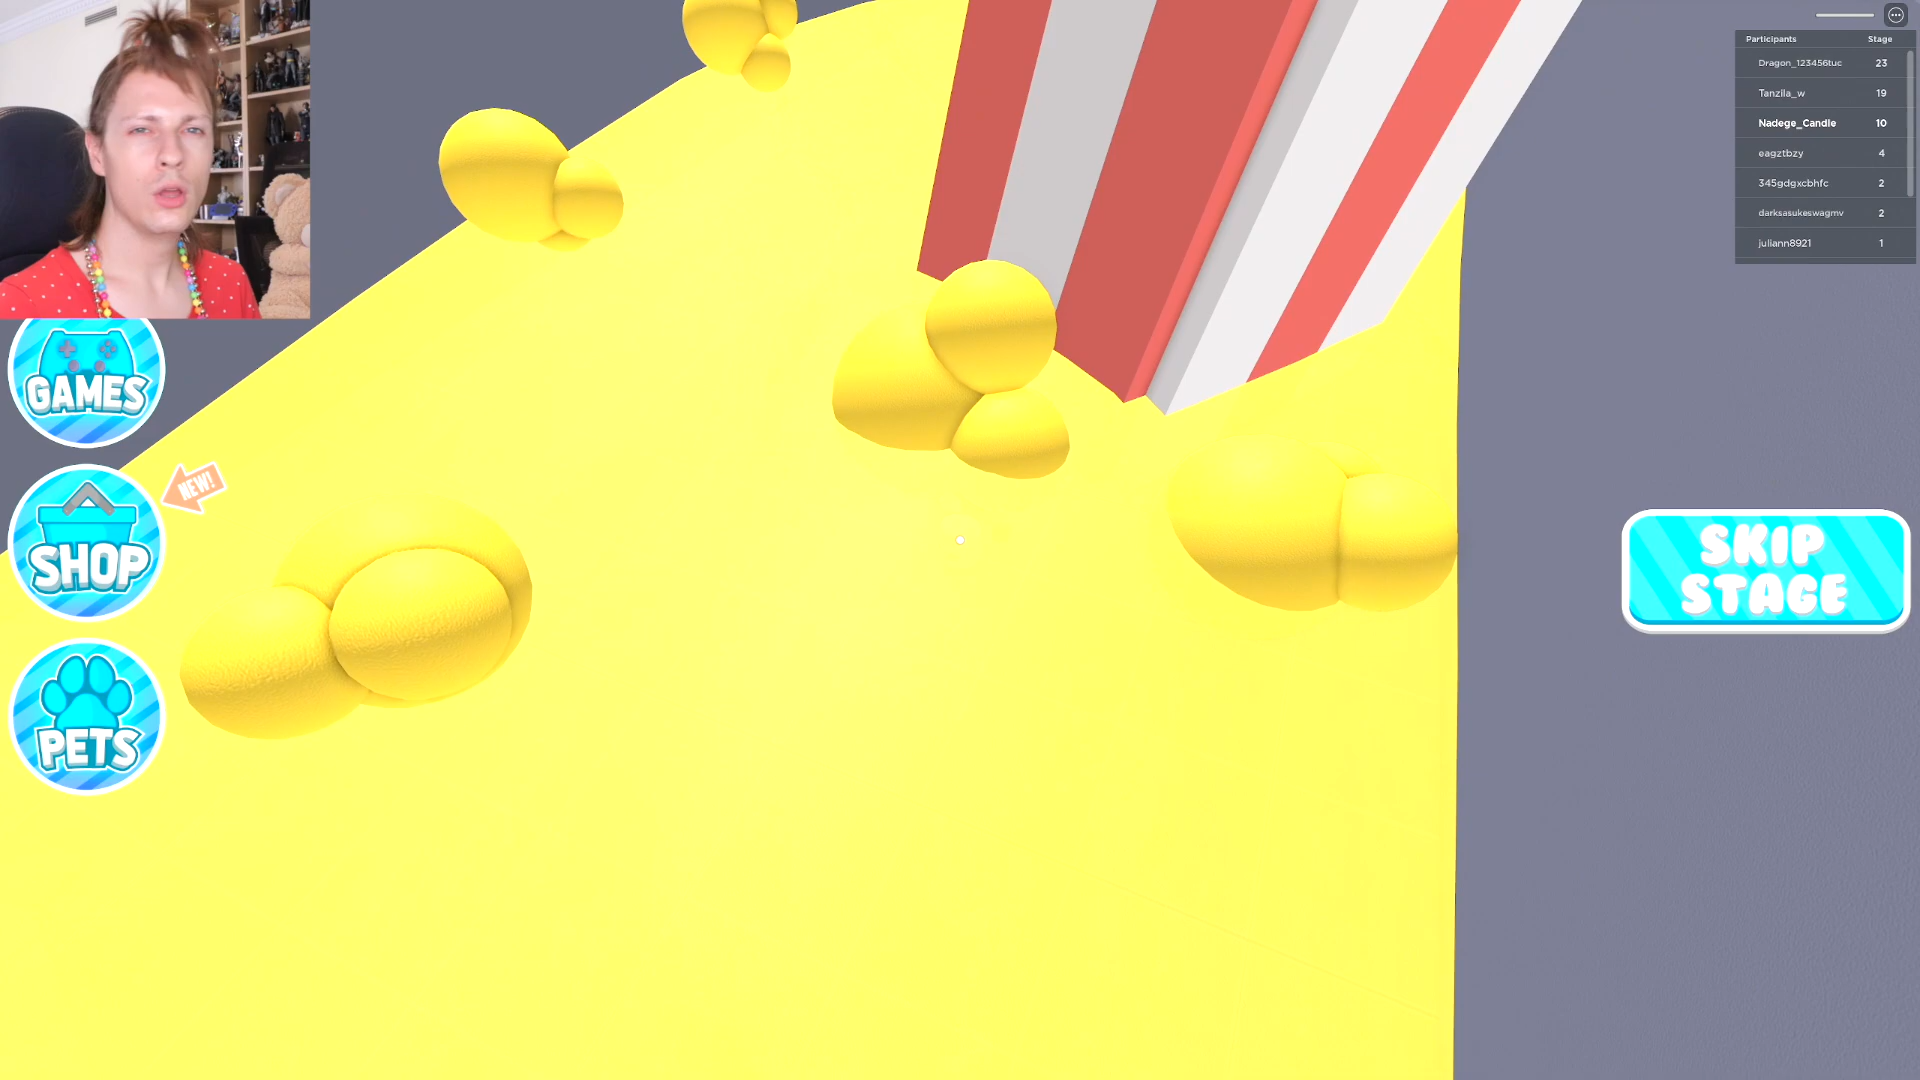 Participants Stage
Dragon_123456tuc 23
Tanzila_w 19
Nadege_Candle 10
eagztbzy 4
345gdgxcbhfc 2
darksasukeswagmv 2
juliann8921 1
GAMES
NEW!
SHOP
PETS
SKIP
STAGE